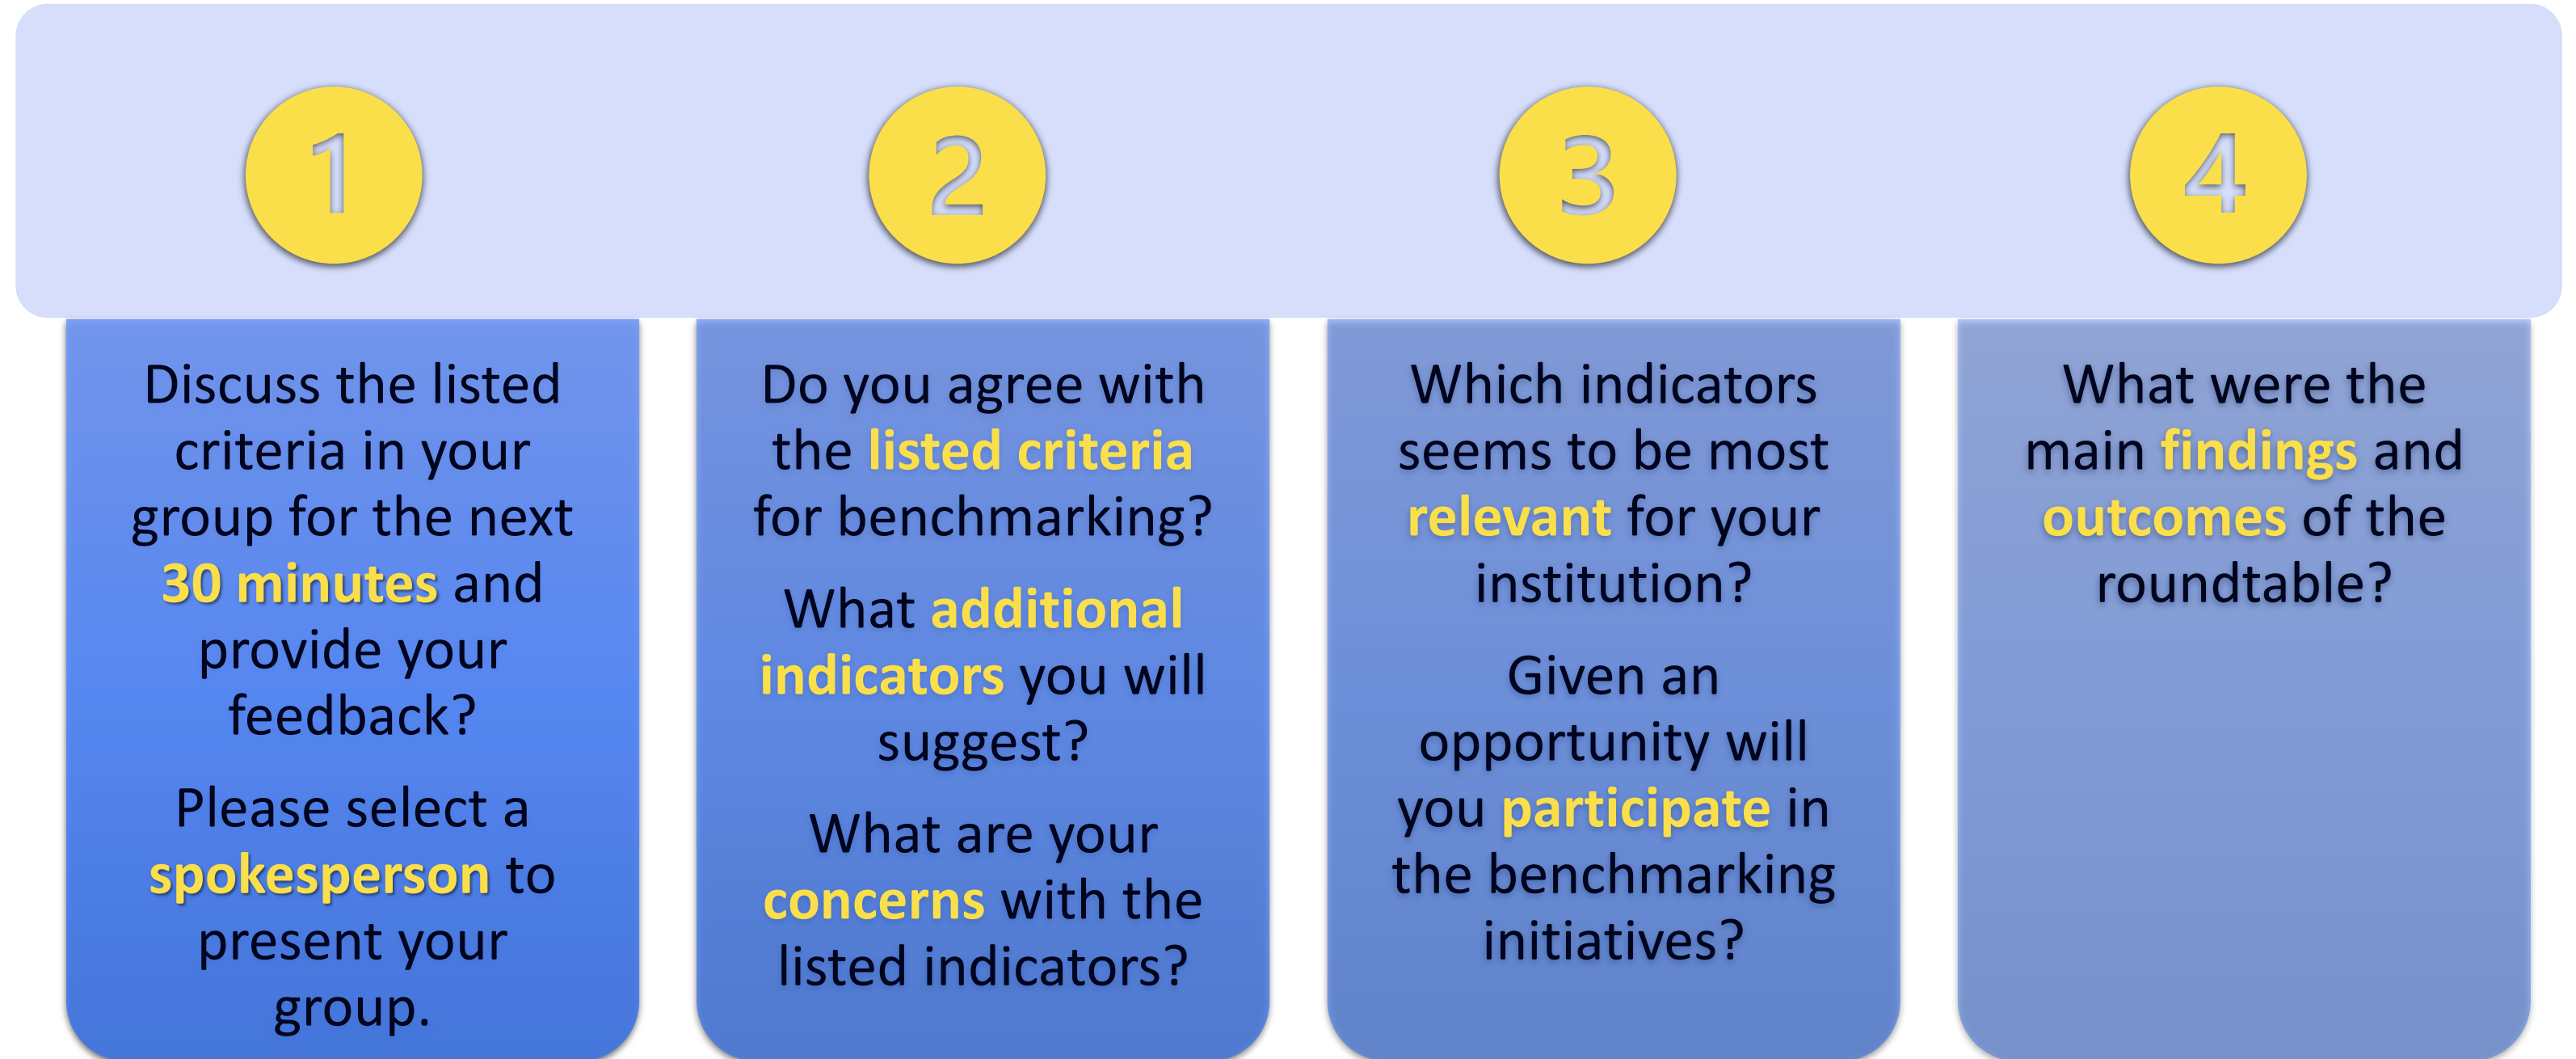 1
2
3
4
Discuss the listed
criteria in your
group for the next
30 minutes and
provide your
feedback?
Please select a
spokesperson to
present your
group.
Do you agree with
the listed criteria
for benchmarking?
What additional
indicators you will
suggest?
What are your
concerns with the
listed indicators?
Which indicators
seems to be most
relevant for your
institution?
Given an
opportunity will
you participate in
the benchmarking
initiatives?
What were the
main findings and
outcomes of the
roundtable?